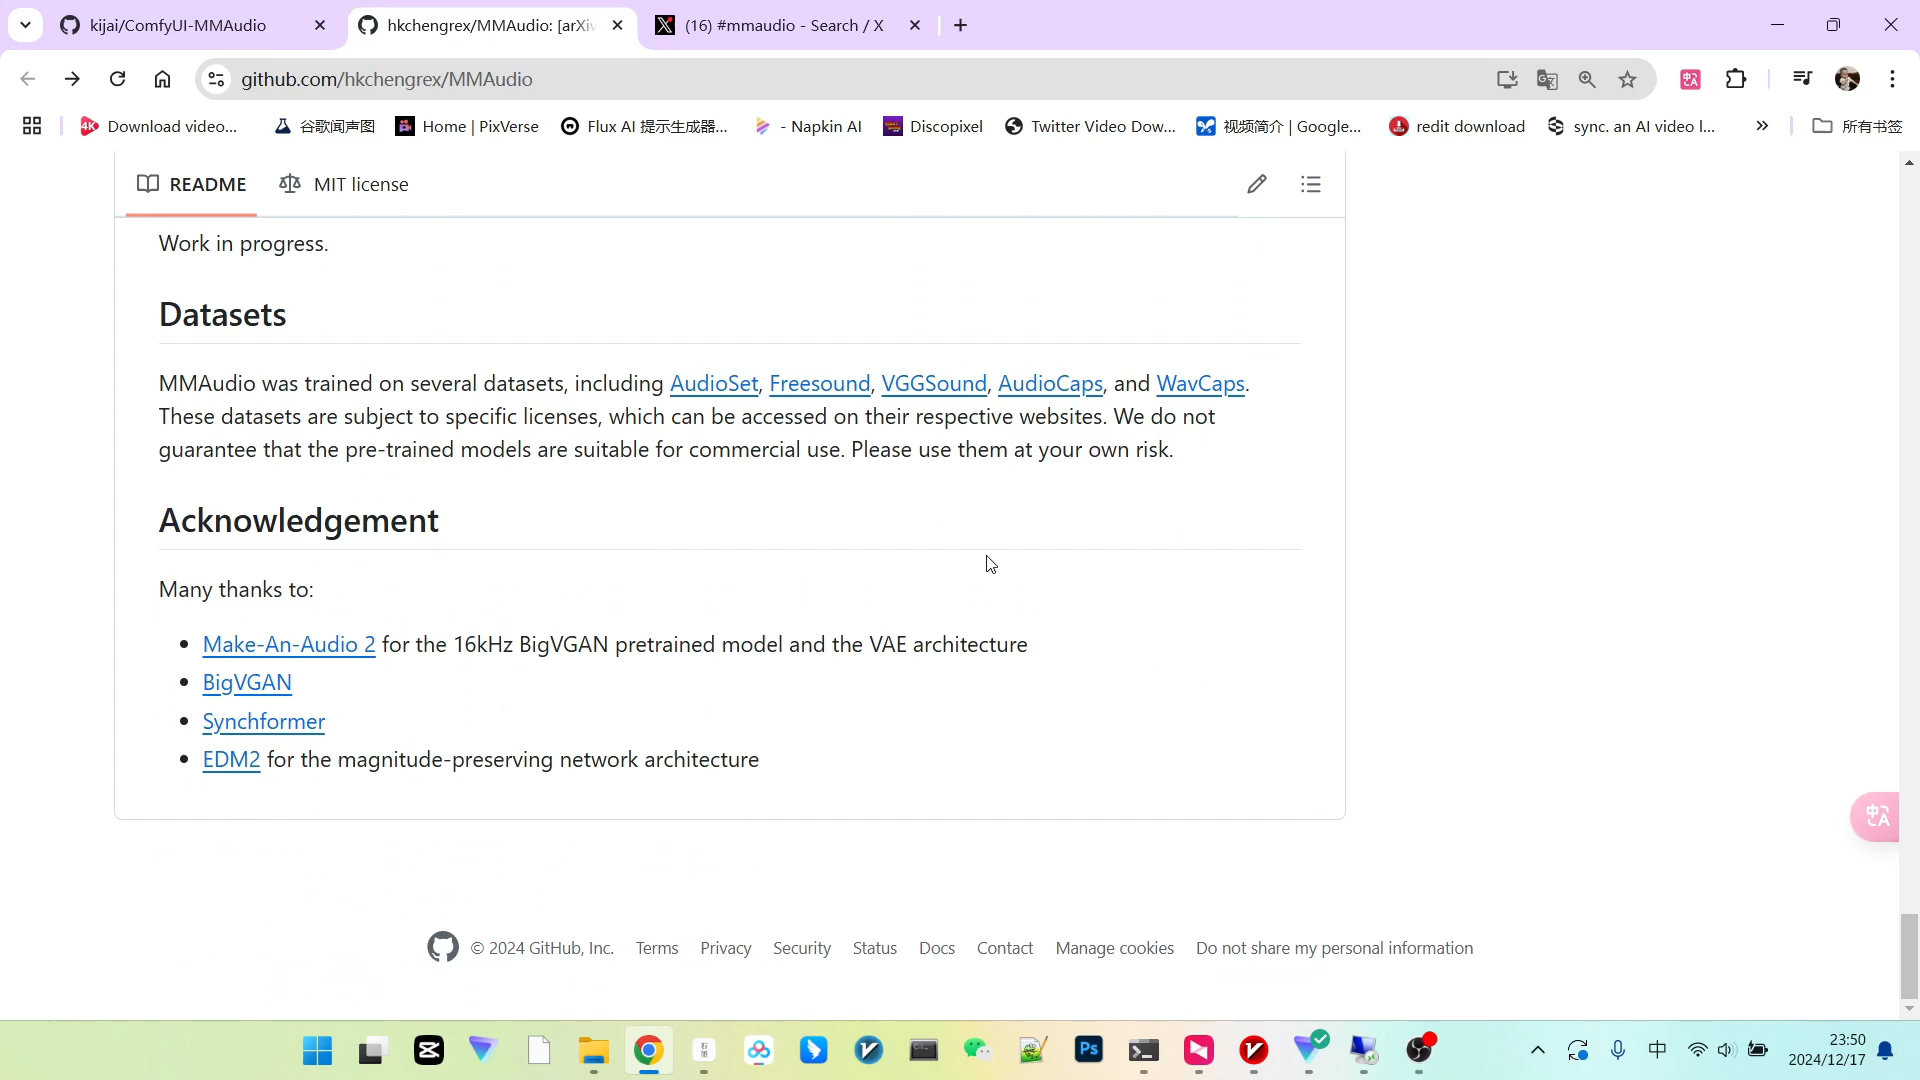 kijai/ComfyUI-MMAudio
hkchengrex/MMAudio: [arXiv
(16) #mmaudio - Search / X
github.com/hkchengrex/MMAudio
4K Download video...
谷歌闻声图
Home | PixVerse
Flux AI 提示生成器...
- Napkin AI
Discopixel
Twitter Video Dow...
视频简介 | Google...
redit download
sync. an AI video l...
»
所有书签
README
MIT license
Work in progress.
Datasets
MMAudio was trained on several datasets, including AudioSet, Freesound, VGGSound, AudioCaps, and WavCaps.
These datasets are subject to specific licenses, which can be accessed on their respective websites. We do not
guarantee that the pre-trained models are suitable for commercial use. Please use them at your own risk.
Acknowledgement
Many thanks to:
• Make-An-Audio 2 for the 16kHz BigVGAN pretrained model and the VAE architecture
• BigVGAN
• Synchformer
• EDM2 for the magnitude-preserving network architecture
© 2024 GitHub, Inc. Terms Privacy Security Status Docs Contact Manage cookies Do not share my personal information
Ps
中
23:50
2024/12/17